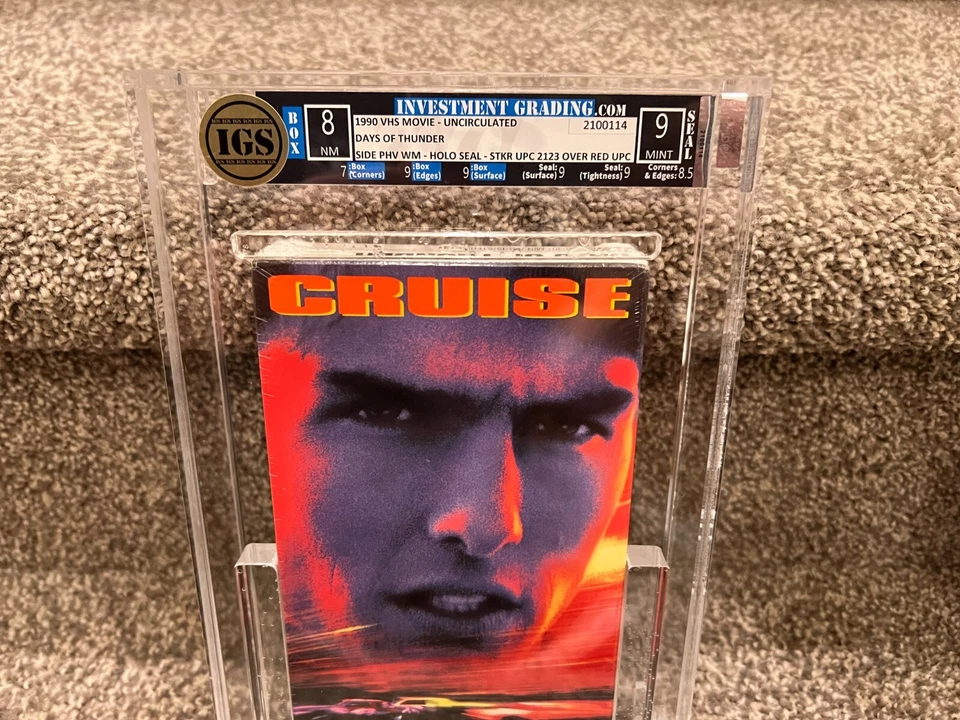 INVESTMENT GRADING.COM
IGS
BOX
8
NM
1990 VHS MOVIE - UNCIRCULATED
2100114
DAYS OF THUNDER
SIDE PHV WM - HOLO SEAL - STKR UPC 2123 OVER RED UPC
9
MINT
SEAL
7 :Box (Corners)
9 :Box (Edges)
9 :Box (Surface)
Seal: (Surface) 9
Seal: (Tightness) 9
Corners & Edges: 8.5
CRUISE